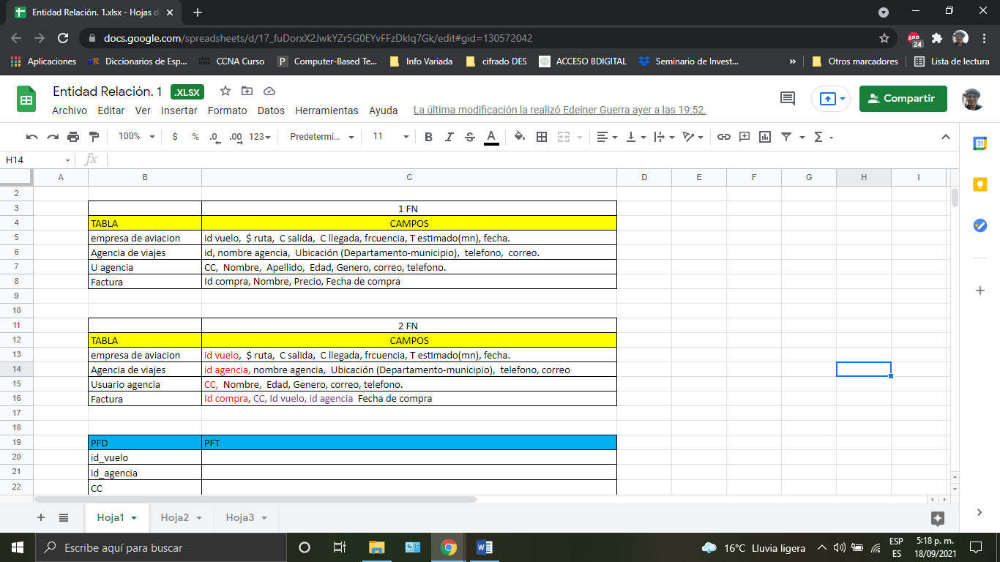 Entidad Relación. 1.xlsx - Hojas d
docs.google.com/spreadsheets/d/17_fuDorxX2JwkYZr5G0EYvFFzDklq7Gk/edit#gid=130572042
ABP 24
Aplicaciones Diccionarios de Esp... CCNA Curso Computer-Based Te... Info Variada cifrado DES ACCESO BDIGITAL Seminario de Invest... » Otros marcadores Lista de lectura
Entidad Relación. 1 .XLSX
Compartir
Archivo Editar Ver Insertar Formato Datos Herramientas Ayuda La última modificación la realizó Edeiner Guerra ayer a las 19:52.
100% $ % .0 .00 123 Predetermi... 11 B I S A Σ
31
H14 fx
A B C D E F G H I
2
3 1 FN
4 TABLA CAMPOS
5 empresa de aviacion id vuelo, $ ruta, C salida, C llegada, frcuencia, T estimado(mn), fecha.
6 Agencia de viajes id, nombre agencia, Ubicación (Departamento-municipio), telefono, correo.
7 U agencia CC, Nombre, Apellido, Edad, Genero, correo, telefono.
8 Factura Id compra, Nombre, Precio, Fecha de compra
9
10
11 2 FN
12 TABLA CAMPOS
13 empresa de aviacion id vuelo, $ ruta, C salida, C llegada, frcuencia, T estimado(mn), fecha.
14 Agencia de viajes id agencia, nombre agencia, Ubicación (Departamento-municipio), telefono, correo
15 Usuario agencia CC, Nombre, Edad, Genero, correo, telefono.
16 Factura Id compra, CC, Id vuelo, id agencia Fecha de compra
17
18
19 PFD PFT
20 id_vuelo
21 id_agencia
22 CC
Hoja1 Hoja2 Hoja3
Escribe aquí para buscar
16°C Lluvia ligera
ESP
ES
5:18 p. m.
18/09/2021